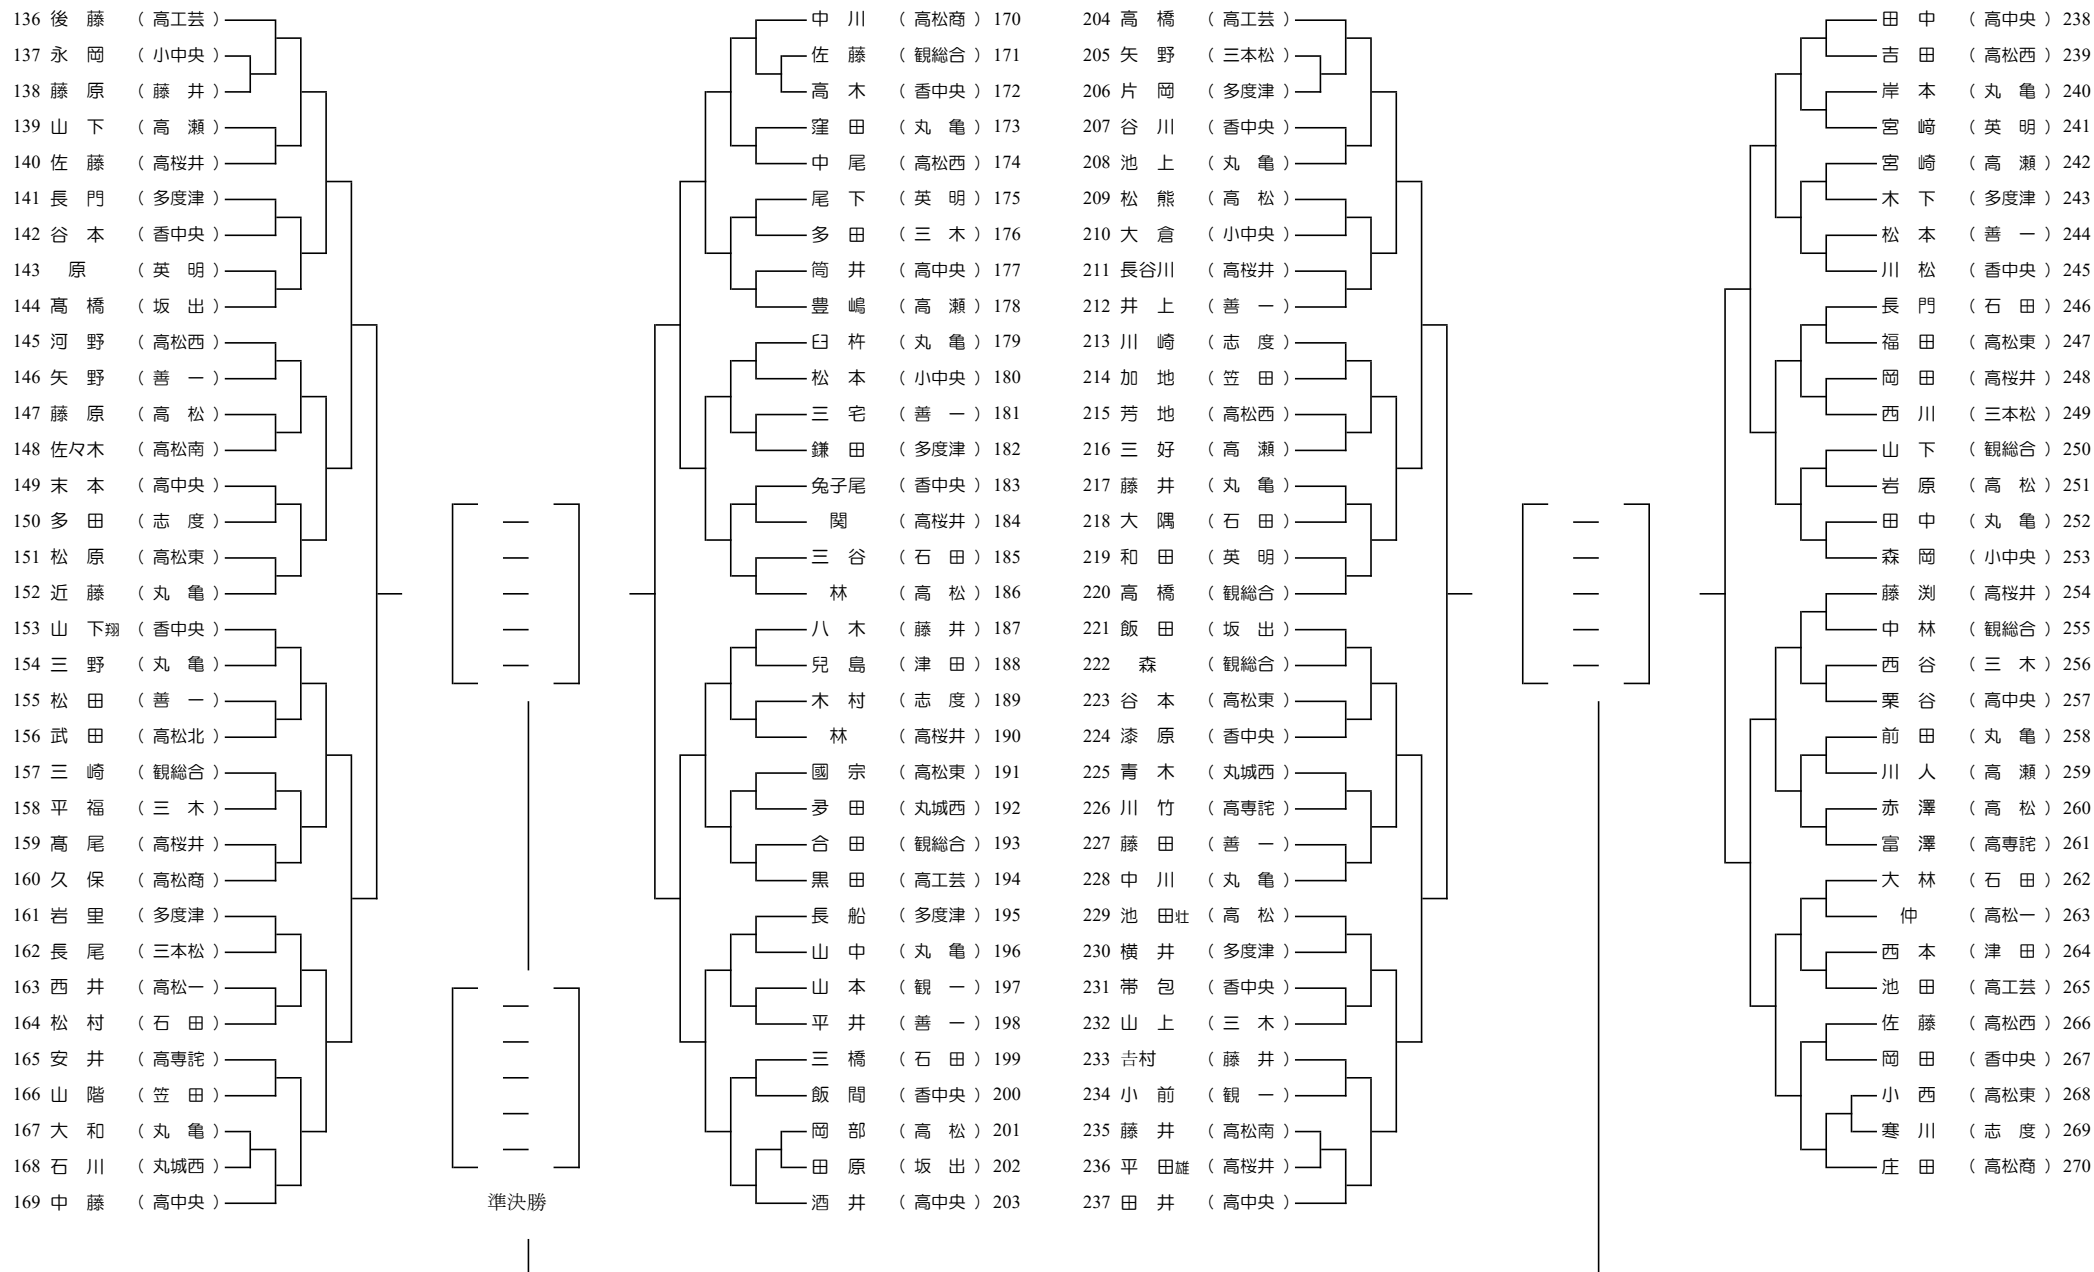 136 後 藤 ( 高工芸 )
137 永 岡 ( 小中央 )
138 藤 原 ( 藤 井 )
139 山 下 ( 高 瀬 )
140 佐 藤 ( 高桜井 )
141 長 門 ( 多度津 )
142 谷 本 ( 香中央 )
143 原 ( 英 明 )
144 髙 橋 ( 坂 出 )
145 河 野 ( 高松西 )
146 矢 野 ( 善 一 )
147 藤 原 ( 高 松 )
148 佐々木 ( 高松南 )
149 末 本 ( 高中央 )
150 多 田 ( 志 度 )
151 松 原 ( 高松東 )
152 近 藤 ( 丸 亀 )
153 山 下翔 ( 香中央 )
154 三 野 ( 丸 亀 )
155 松 田 ( 善 一 )
156 武 田 ( 高松北 )
157 三 崎 ( 観総合 )
158 平 福 ( 三 木 )
159 髙 尾 ( 高桜井 )
160 久 保 ( 高松商 )
161 岩 里 ( 多度津 )
162 長 尾 ( 三本松 )
163 西 井 ( 高松一 )
164 松 村 ( 石 田 )
165 安 井 ( 高専詫 )
166 山 階 ( 笠 田 )
167 大 和 ( 丸 亀 )
168 石 川 ( 丸城西 )
169 中 藤 ( 高中央 )
準決勝
中 川 ( 高松商 ) 170
佐 藤 ( 観総合 ) 171
高 木 ( 香中央 ) 172
窪 田 ( 丸 亀 ) 173
中 尾 ( 高松西 ) 174
尾 下 ( 英 明 ) 175
多 田 ( 三 木 ) 176
筒 井 ( 高中央 ) 177
豊 嶋 ( 高 瀬 ) 178
臼 杵 ( 丸 亀 ) 179
松 本 ( 小中央 ) 180
三 宅 ( 善 一 ) 181
鎌 田 ( 多度津 ) 182
兔子尾 ( 香中央 ) 183
関 ( 高桜井 ) 184
三 谷 ( 石 田 ) 185
林 ( 高 松 ) 186
八 木 ( 藤 井 ) 187
兒 島 ( 津 田 ) 188
木 村 ( 志 度 ) 189
林 ( 高桜井 ) 190
國 宗 ( 高松東 ) 191
田 ( 丸城西 ) 192
合 田 ( 観総合 ) 193
黒 田 ( 高工芸 ) 194
長 船 ( 多度津 ) 195
山 中 ( 丸 亀 ) 196
山 本 ( 観 一 ) 197
平 井 ( 善 一 ) 198
三 橋 ( 石 田 ) 199
飯 間 ( 香中央 ) 200
岡 部 ( 高 松 ) 201
田 原 ( 坂 出 ) 202
酒 井 ( 高中央 ) 203
204 高 橋 ( 高工芸 )
205 矢 野 ( 三本松 )
206 片 岡 ( 多度津 )
207 谷 川 ( 香中央 )
208 池 上 ( 丸 亀 )
209 松 熊 ( 高 松 )
210 大 倉 ( 小中央 )
211 長谷川 ( 高桜井 )
212 井 上 ( 善 一 )
213 川 崎 ( 志 度 )
214 加 地 ( 笠 田 )
215 芳 地 ( 高松西 )
216 三 好 ( 高 瀬 )
217 藤 井 ( 丸 亀 )
218 大 隅 ( 石 田 )
219 和 田 ( 英 明 )
220 高 橋 ( 観総合 )
221 飯 田 ( 坂 出 )
222 森 ( 観総合 )
223 谷 本 ( 高松東 )
224 漆 原 ( 香中央 )
225 青 木 ( 丸城西 )
226 川 竹 ( 高専詫 )
227 藤 田 ( 善 一 )
228 中 川 ( 丸 亀 )
229 池 田壮 ( 高 松 )
230 横 井 ( 多度津 )
231 帯 包 ( 香中央 )
232 山 上 ( 三 木 )
233 𠮷村 ( 藤 井 )
234 小 前 ( 観 一 )
235 藤 井 ( 高松南 )
236 平 田雄 ( 高桜井 )
237 田 井 ( 高中央 )
田 中 ( 高中央 ) 238
吉 田 ( 高松西 ) 239
岸 本 ( 丸 亀 ) 240
宮 﨑 ( 英 明 ) 241
宮 崎 ( 高 瀬 ) 242
木 下 ( 多度津 ) 243
松 本 ( 善 一 ) 244
川 松 ( 香中央 ) 245
長 門 ( 石 田 ) 246
福 田 ( 高松東 ) 247
岡 田 ( 高桜井 ) 248
西 川 ( 三本松 ) 249
山 下 ( 観総合 ) 250
岩 原 ( 高 松 ) 251
田 中 ( 丸 亀 ) 252
森 岡 ( 小中央 ) 253
藤 渕 ( 高桜井 ) 254
中 林 ( 観総合 ) 255
西 谷 ( 三 木 ) 256
栗 谷 ( 高中央 ) 257
前 田 ( 丸 亀 ) 258
川 人 ( 高 瀬 ) 259
赤 澤 ( 高 松 ) 260
富 澤 ( 高専詫 ) 261
大 林 ( 石 田 ) 262
仲 ( 高松一 ) 263
西 本 ( 津 田 ) 264
池 田 ( 高工芸 ) 265
佐 藤 ( 高松西 ) 266
岡 田 ( 香中央 ) 267
小 西 ( 高松東 ) 268
寒 川 ( 志 度 ) 269
庄 田 ( 高松商 ) 270